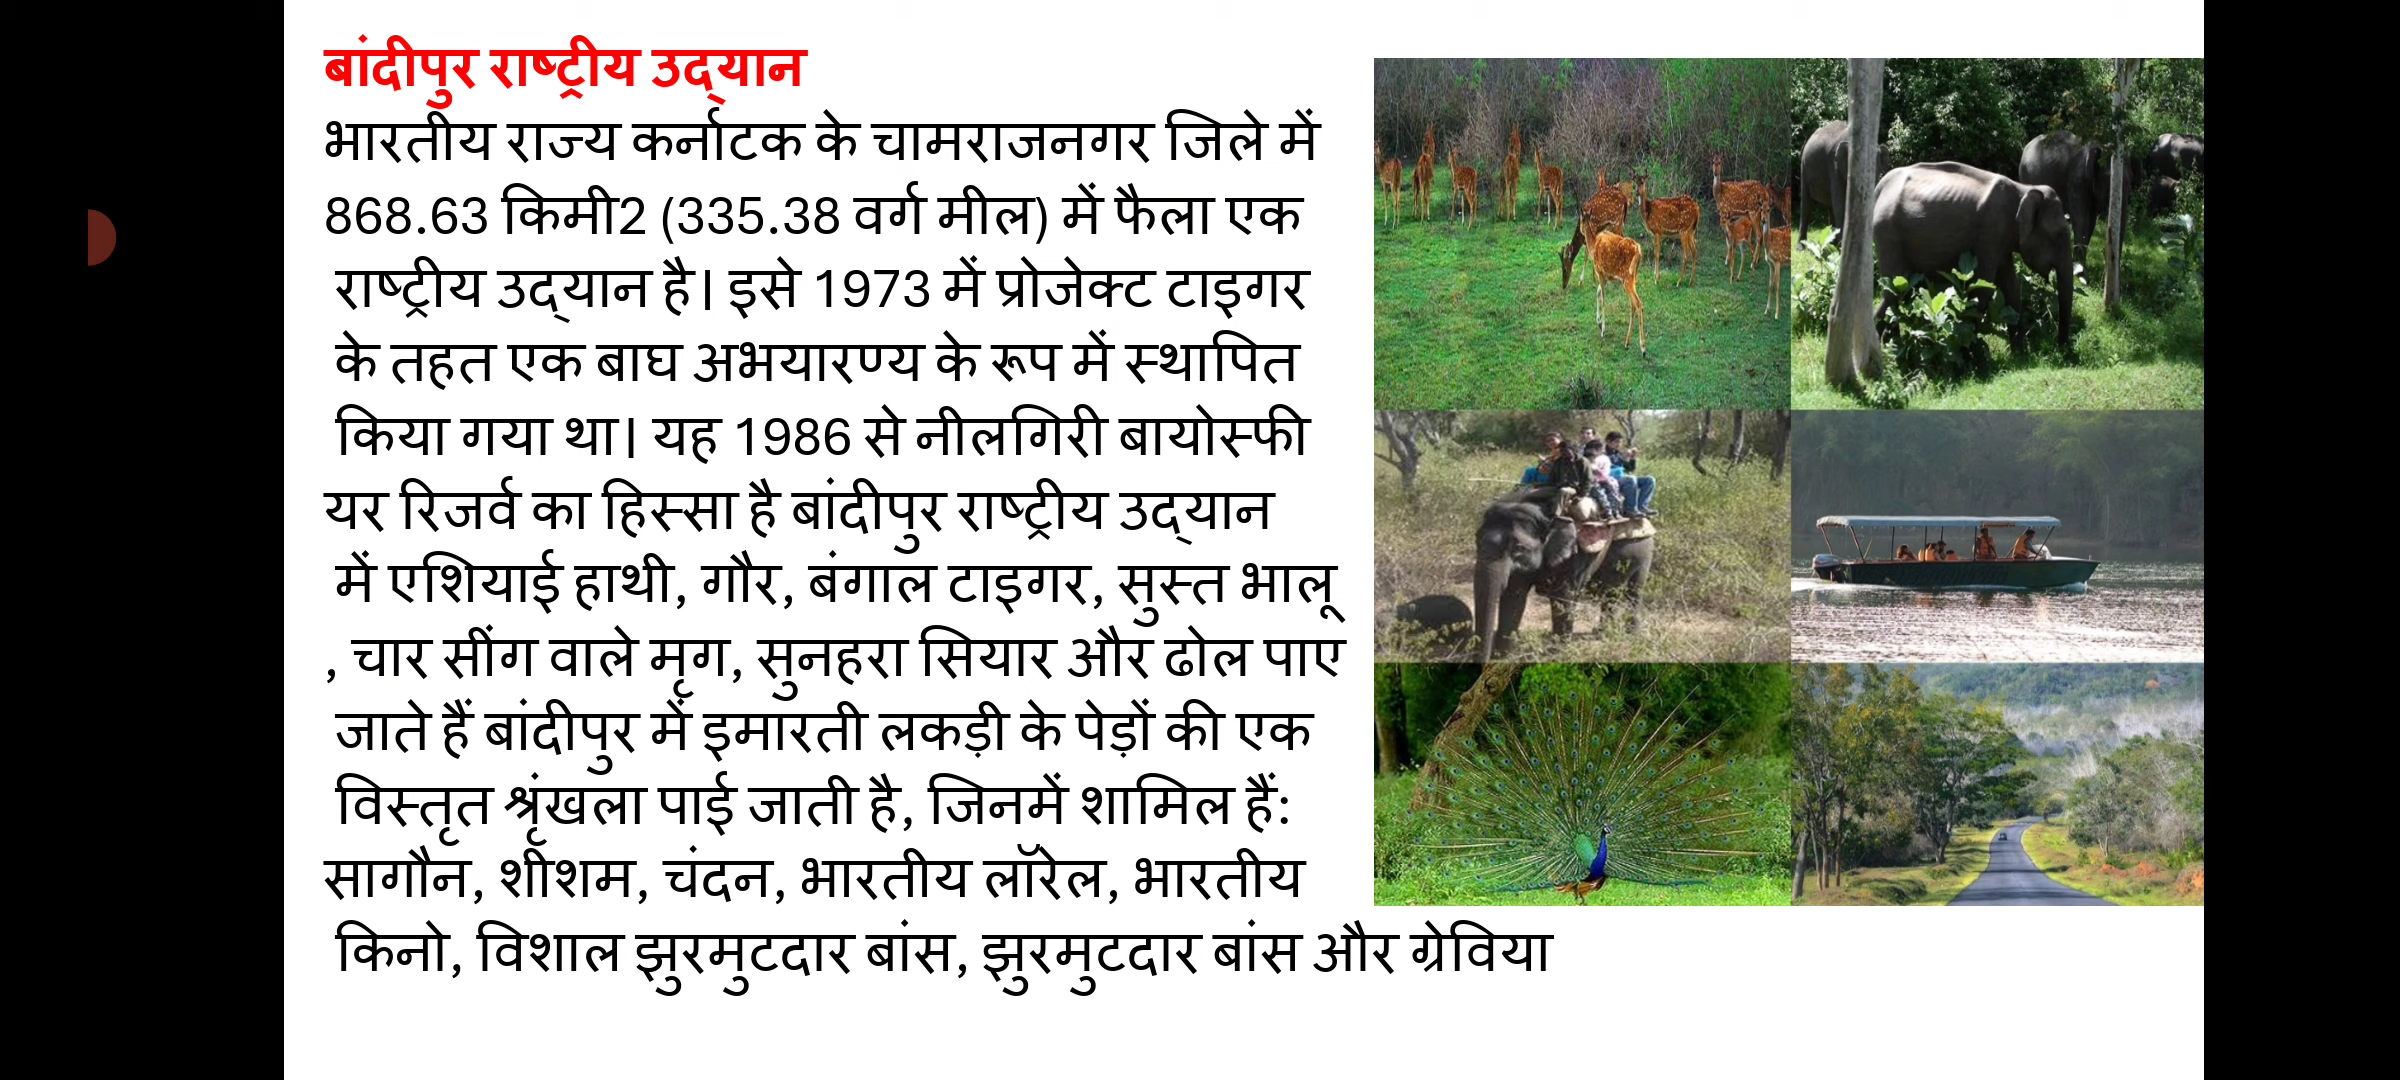 बांदीपुर राष्ट्रीय उद्यान
भारतीय राज्य कर्नाटक के चामराजनगर जिले में
868.63 किमी2 (335.38 वर्ग मील) में फैला एक
राष्ट्रीय उद्यान है। इसे 1973 में प्रोजेक्ट टाइगर
के तहत एक बाघ अभयारण्य के रूप में स्थापित
किया गया था। यह 1986 से नीलगिरी बायोस्फी
यर रिजर्व का हिस्सा है बांदीपुर राष्ट्रीय उद्यान
में एशियाई हाथी, गौर, बंगाल टाइगर, सुस्त भालू
, चार सींग वाले मृग, सुनहरा सियार और ढोल पाए
जाते हैं बांदीपुर में इमारती लकड़ी के पेड़ों की एक
विस्तृत श्रृंखला पाई जाती है, जिनमें शामिल हैं:
सागौन, शीशम, चंदन, भारतीय लॉरेल, भारतीय
किनो, विशाल झुरमुटदार बांस, झुरमुटदार बांस और ग्रेविया